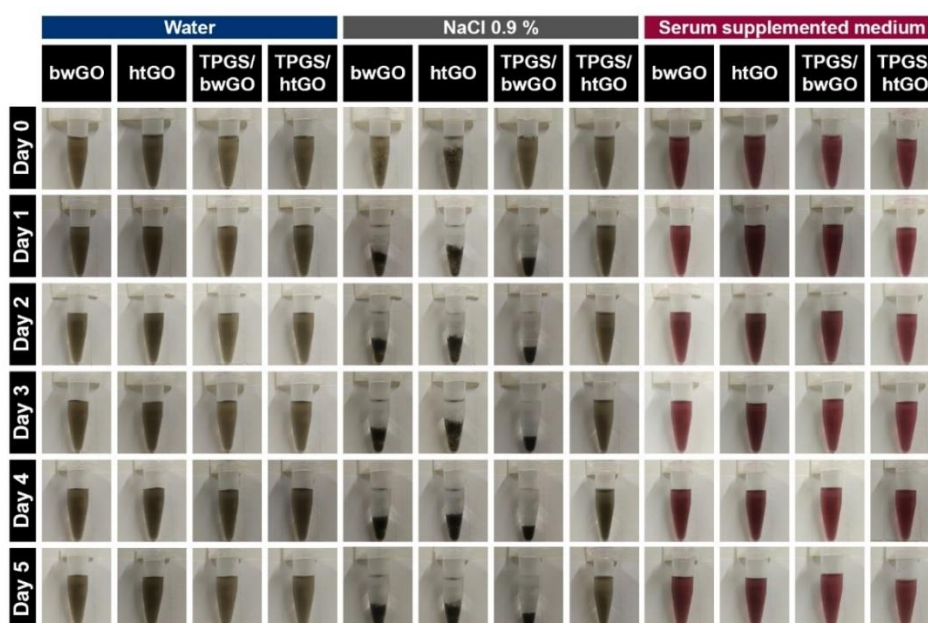 Water NaCl 0.9 % Serum supplemented medium
bwGO htGO TPGS/ bwGO TPGS/ htGO bwGO htGO TPGS/ bwGO TPGS/ htGO bwGO htGO TPGS/ bwGO TPGS/ htGO
Day 0
Day 1
Day 2
Day 3
Day 4
Day 5